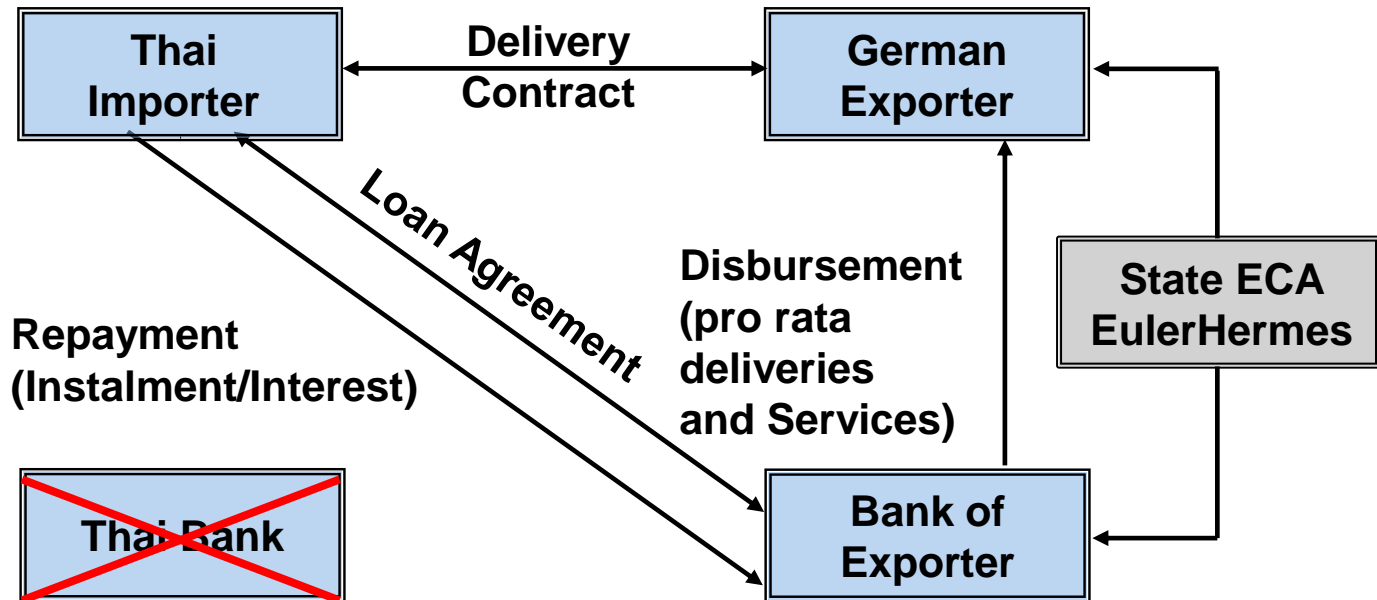 Thai
Importer
Delivery
Contract
German
Exporter
Loan Agreement
Repayment
(Instalment/Interest)
Disbursement
(pro rata
deliveries
and Services)
State ECA
EulerHermes
Thai Bank
Bank of
Exporter